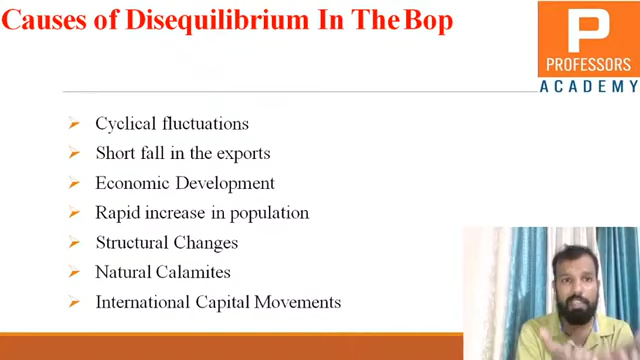 Causes of Disequilibrium In The Bop
P
PROFESSORS
ACADEMY
Cyclical fluctuations
Short fall in the exports
Economic Development
Rapid increase in population
Structural Changes
Natural Calamites
International Capital Movements